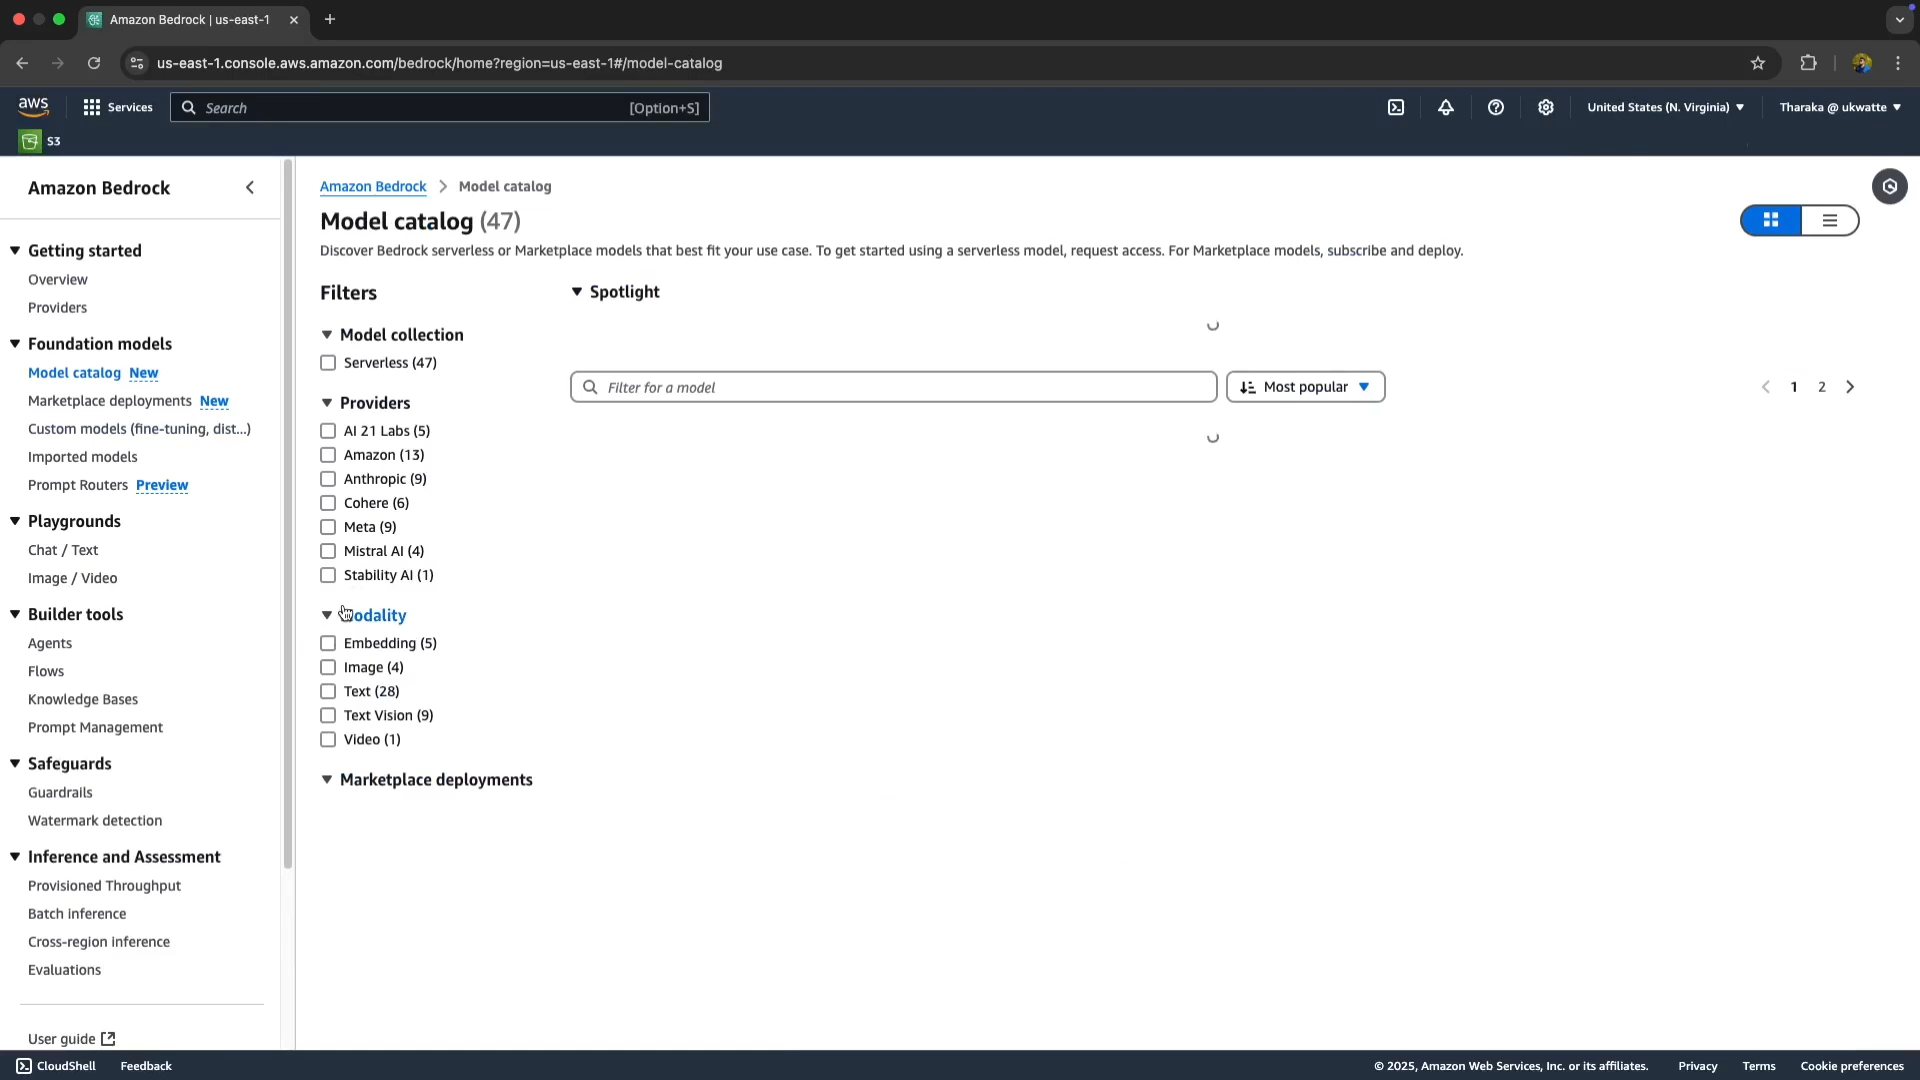 Amazon Bedrock | us-east-1
us-east-1.console.aws.amazon.com/bedrock/home?region=us-east-1#/model-catalog
aws
Services
Search
[Option+S]
United States (N. Virginia)
Tharaka @ ukwatte
S3
Amazon Bedrock
Getting started
Overview
Providers
Foundation models
Model catalog New
Marketplace deployments New
Custom models (fine-tuning, dist...)
Imported models
Prompt Routers Preview
Playgrounds
Chat / Text
Image / Video
Builder tools
Agents
Flows
Knowledge Bases
Prompt Management
Safeguards
Guardrails
Watermark detection
Inference and Assessment
Provisioned Throughput
Batch inference
Cross-region inference
Evaluations
User guide
Amazon Bedrock > Model catalog
Model catalog (47)
Discover Bedrock serverless or Marketplace models that best fit your use case. To get started using a serverless model, request access. For Marketplace models, subscribe and deploy.
Filters
Model collection
Serverless (47)
Providers
AI 21 Labs (5)
Amazon (13)
Anthropic (9)
Cohere (6)
Meta (9)
Mistral AI (4)
Stability AI (1)
odality
Embedding (5)
Image (4)
Text (28)
Text Vision (9)
Video (1)
Marketplace deployments
Spotlight
Filter for a model
Most popular
1 2
CloudShell
Feedback
© 2025, Amazon Web Services, Inc. or its affiliates.
Privacy
Terms
Cookie preferences